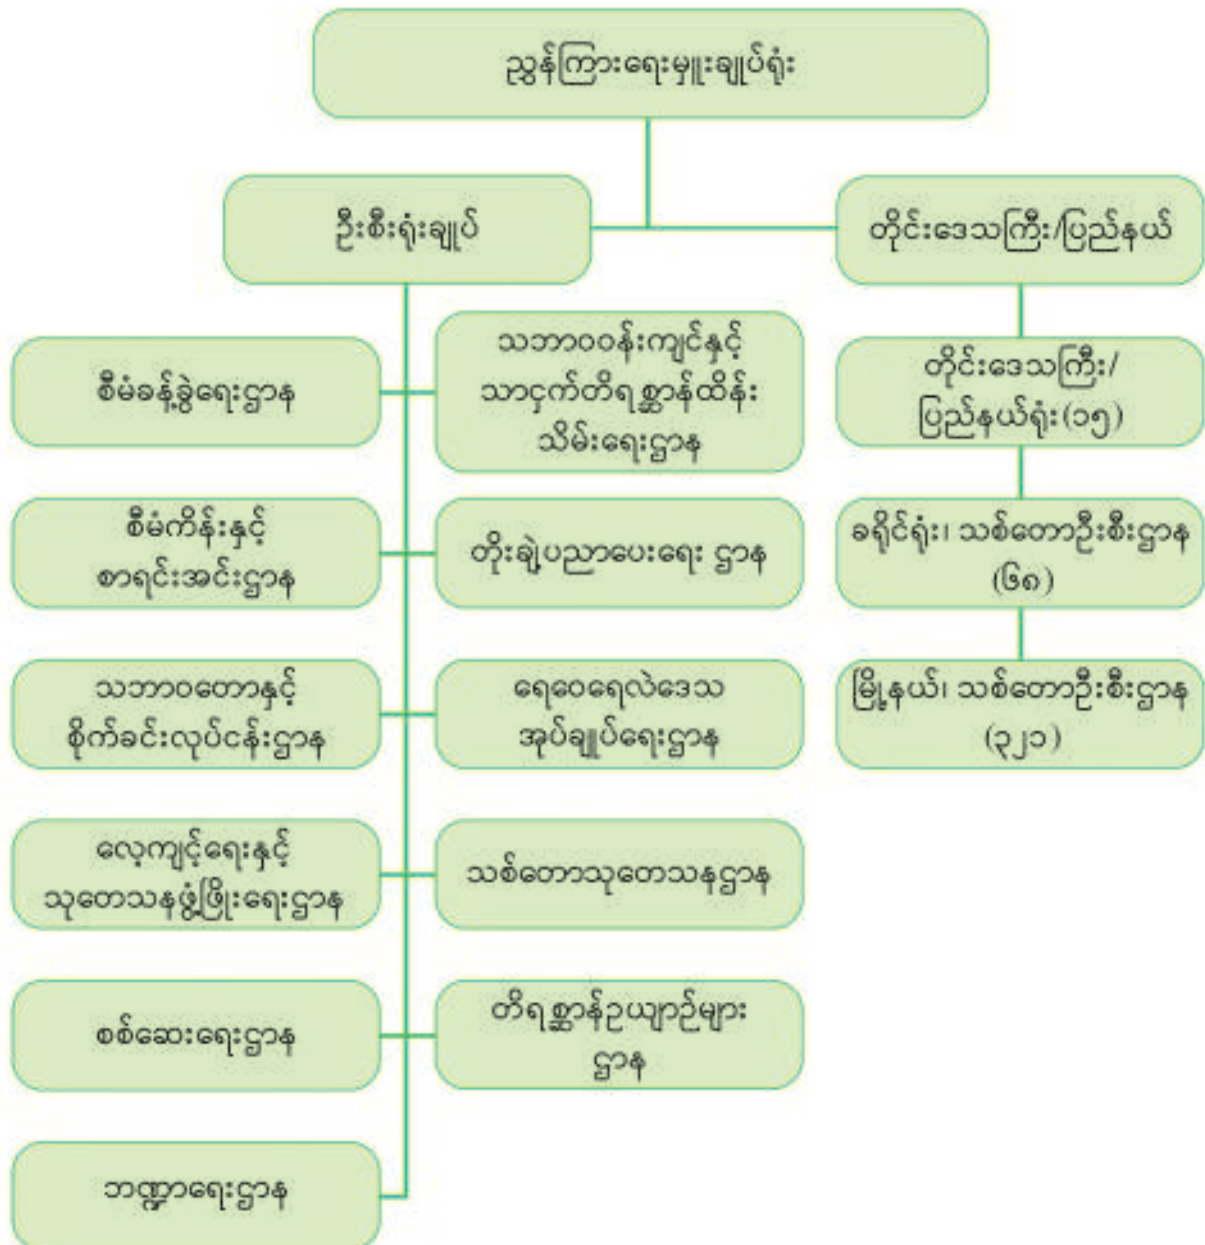 ညွှန်ကြားရေးမှူးချုပ်ရုံး
ဦးစီးရုံးချုပ်
တိုင်းဒေသကြီး/ပြည်နယ်
စီမံခန့်ခွဲရေးဌာန
သဘာဝဝန်းကျင်နှင့်
သားငှက်တိရစ္ဆာန်ထိန်း
သိမ်းရေးဌာန
တိုင်းဒေသကြီး/
ပြည်နယ်ရုံး(၁၅)
စီမံကိန်းနှင့်
စာရင်းအင်းဌာန
တိုးချဲ့ပညာပေးရေး ဌာန
ခရိုင်ရုံး၊ သစ်တောဦးစီးဌာန
(၆၈)
သဘာဝတောနှင့်
စိုက်ခင်းလုပ်ငန်းဌာန
ရေဝေရေလဲဒေသ
အုပ်ချုပ်ရေးဌာန
မြို့နယ်၊ သစ်တောဦးစီးဌာန
(၃၂၁)
လေ့ကျင့်ရေးနှင့်
သုတေသနဖွံ့ဖြိုးရေးဌာန
သစ်တောသုတေသနဌာန
စစ်ဆေးရေးဌာန
တိရစ္ဆာန်ဥယျာဉ်များ
ဌာန
ဘဏ္ဍာရေးဌာန